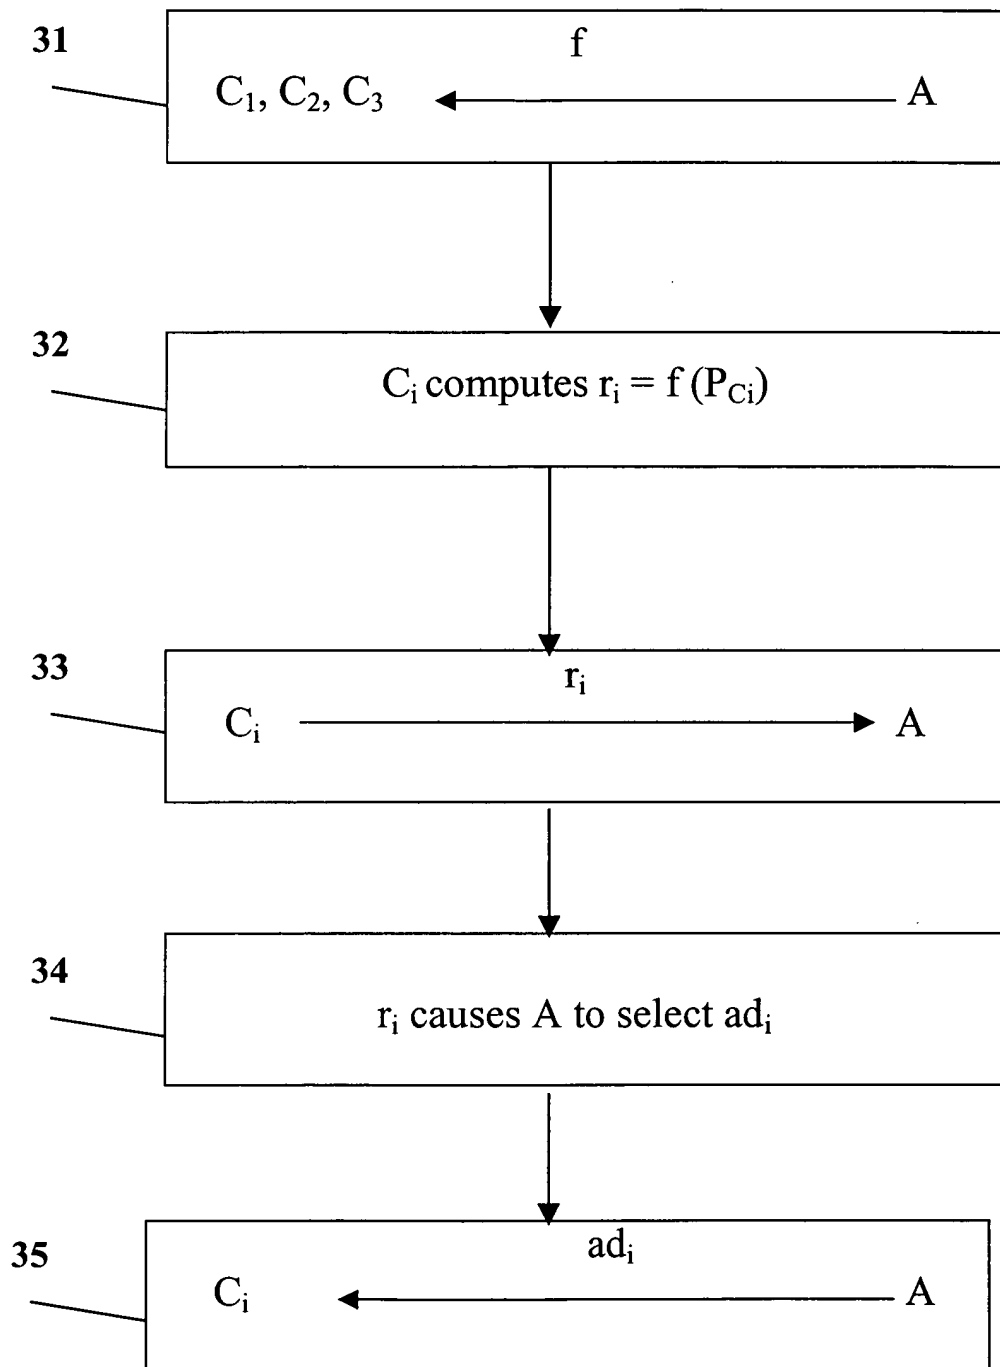 31
f
C₁, C₂, C₃ A
32
Cᵢ computes rᵢ = f (P_Cᵢ)
33
rᵢ
Cᵢ A
34
rᵢ causes A to select adᵢ
35
adᵢ
Cᵢ A